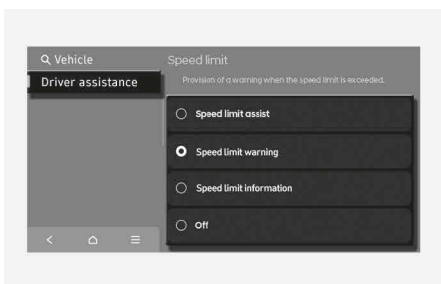 Vehicle
Speed limit
Driver assistance
Provision of a warning when the speed limit is exceeded.
Speed limit assist
Speed limit warning
Speed limit information
Off